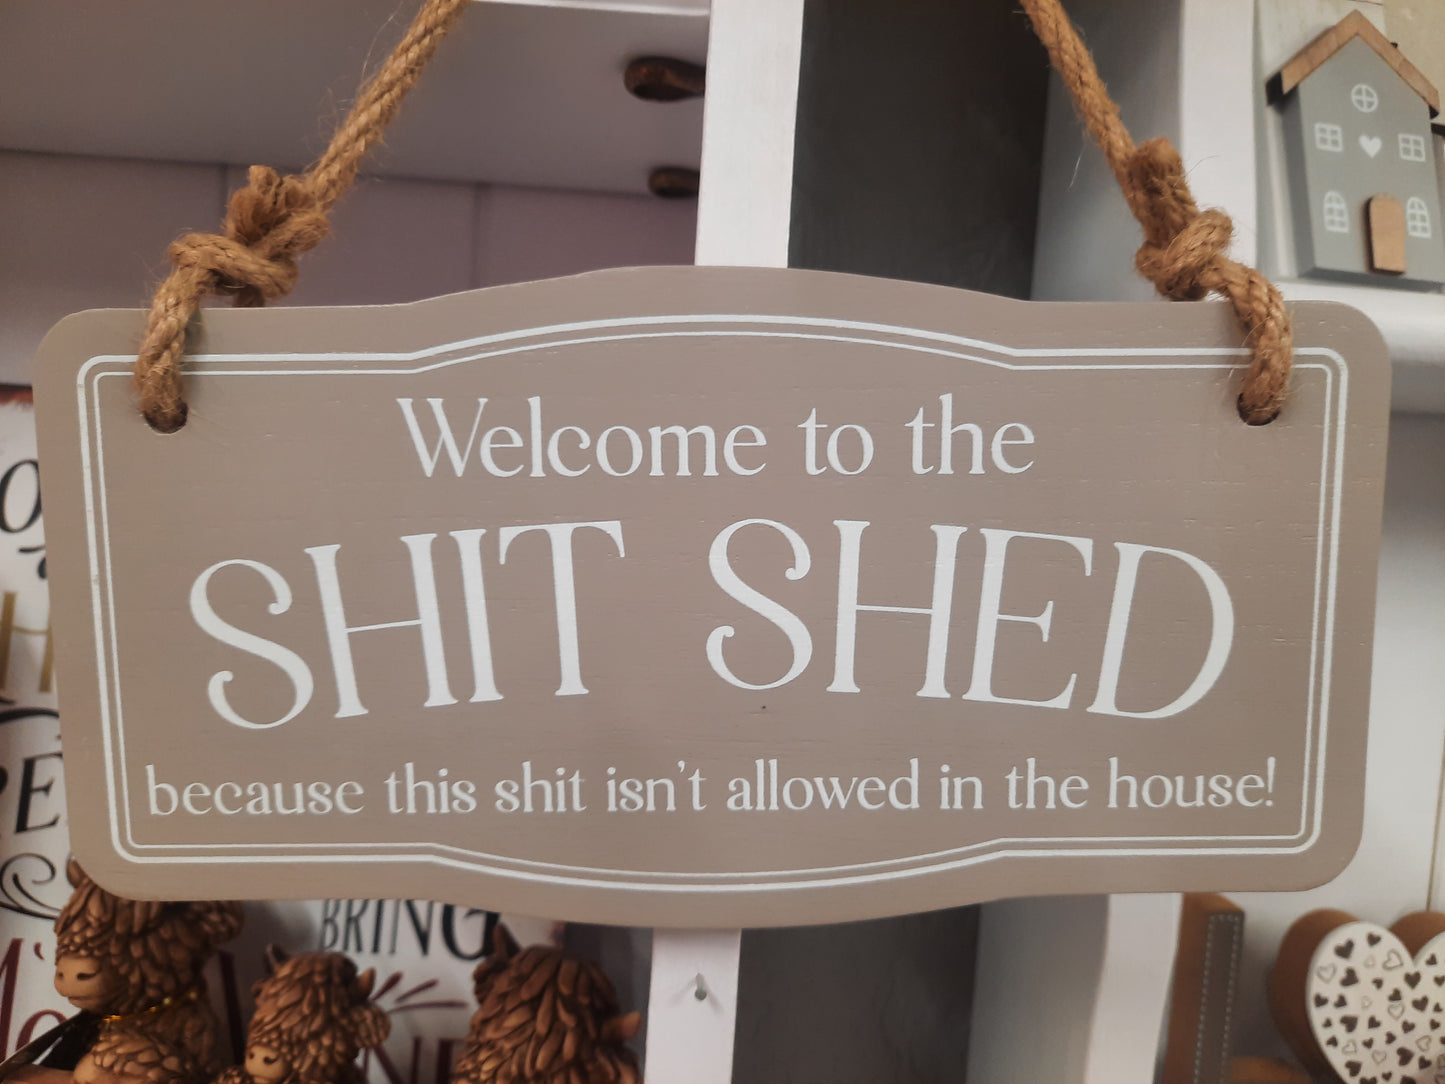 Welcome to the
SHIT SHED
because this shit isn't allowed in the house!
BRING